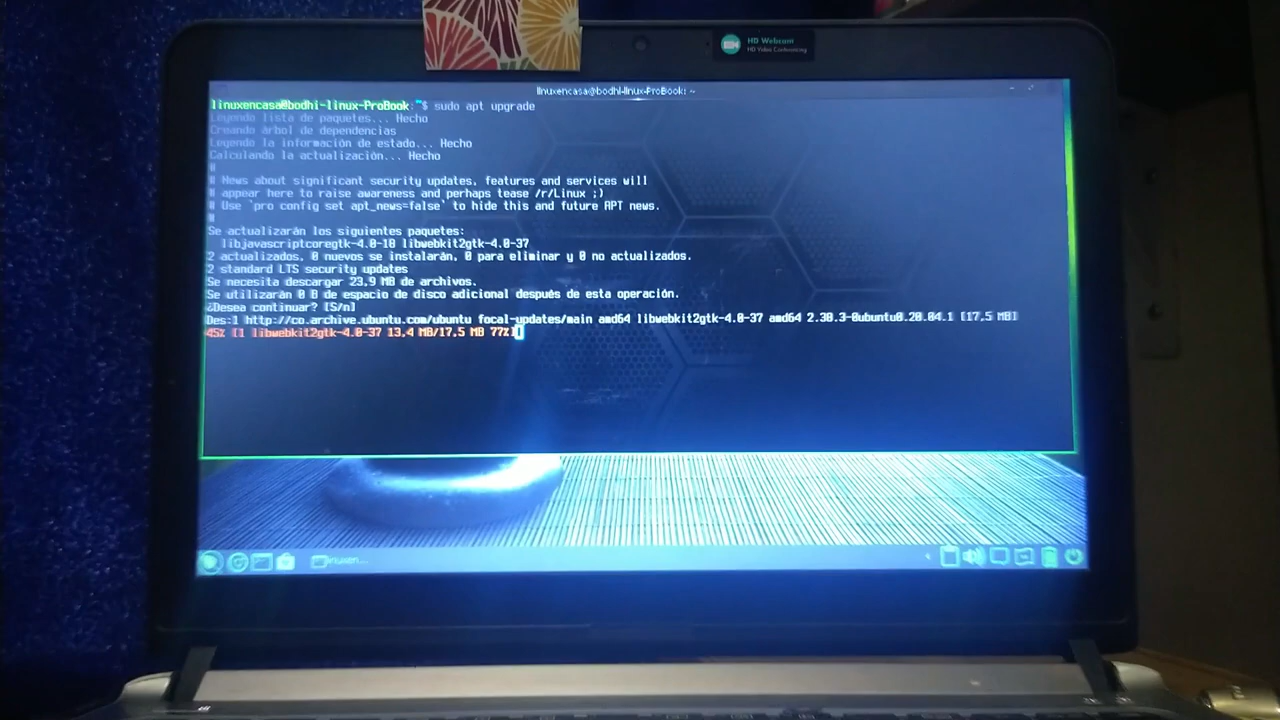 HD Webcam
HD Video Conferencing
linuxencasa@bodhi-linux-ProBook: ~
linuxencasa@bodhi-linux-ProBook:~$ sudo apt upgrade
Leyendo lista de paquetes... Hecho
Creando árbol de dependencias
Leyendo la información de estado... Hecho
Calculando la actualización... Hecho
#
# News about significant security updates, features and services will
# appear here to raise awareness and perhaps tease /r/Linux ;)
# Use 'pro config set apt_news=false' to hide this and future APT news.
#
Se actualizarán los siguientes paquetes:
libjavascriptcoregtk-4.0-18 libwebkit2gtk-4.0-37
2 actualizados, 0 nuevos se instalarán, 0 para eliminar y 0 no actualizados.
2 standard LTS security updates
Se necesita descargar 23,9 MB de archivos.
Se utilizarán 0 B de espacio de disco adicional después de esta operación.
¿Desea continuar? [S/n]
Des:1 http://co.archive.ubuntu.com/ubuntu focal-updates/main amd64 libwebkit2gtk-4.0-37 amd64 2.38.3-0ubuntu0.20.04.1 [17,5 MB]
45% [1 libwebkit2gtk-4.0-37 13,4 MB/17,5 MB 77%]
linuxen...